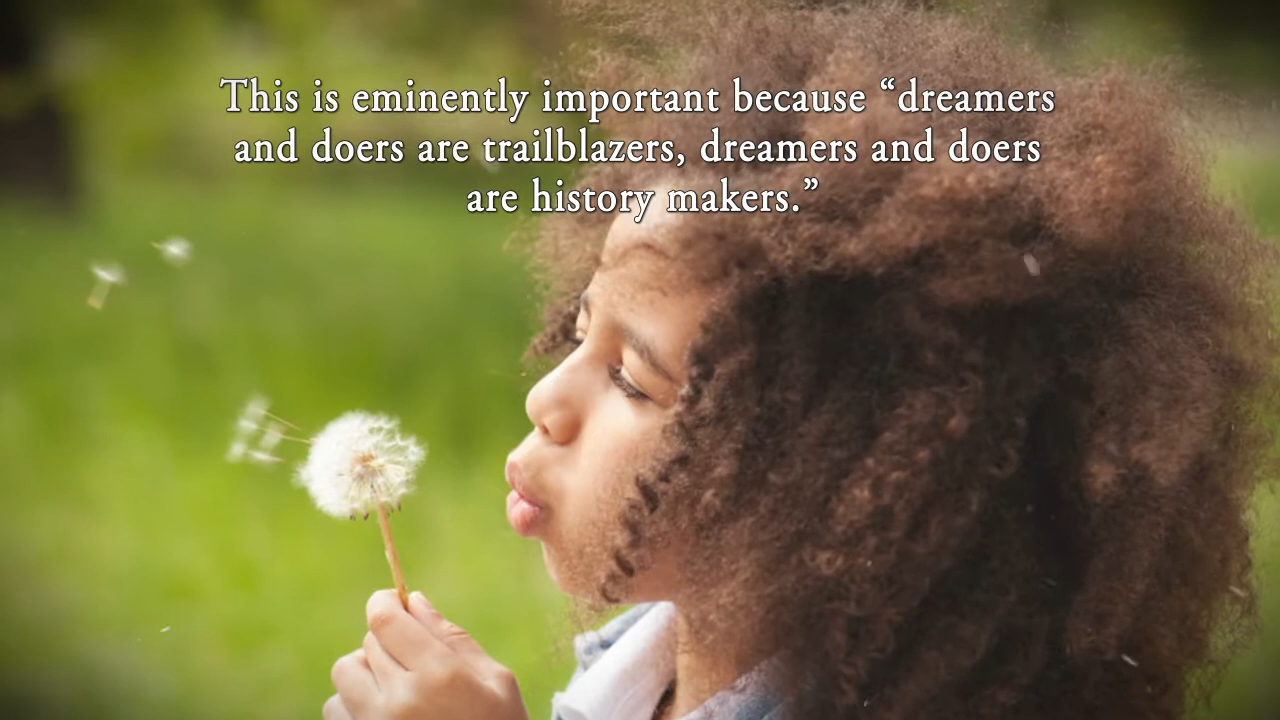 This is eminently important because “dreamers
and doers are trailblazers, dreamers and doers
are history makers.”